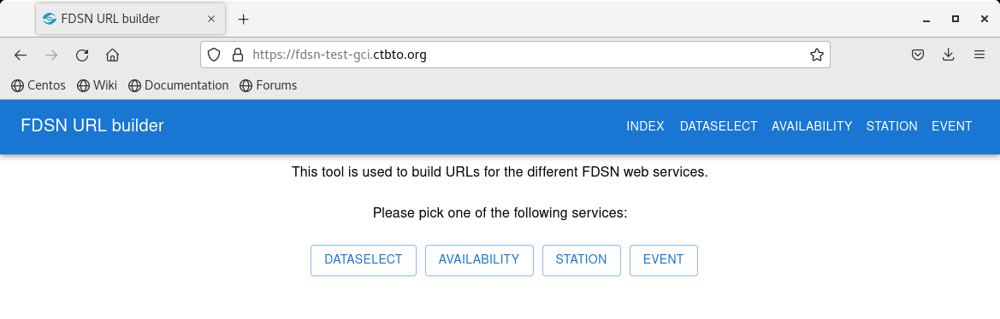 FDSN URL builder
https://fdsn-test-gci.ctbto.org
Centos Wiki Documentation Forums
FDSN URL builder INDEX DATASELECT AVAILABILITY STATION EVENT
This tool is used to build URLs for the different FDSN web services.
Please pick one of the following services:
DATASELECT AVAILABILITY STATION EVENT